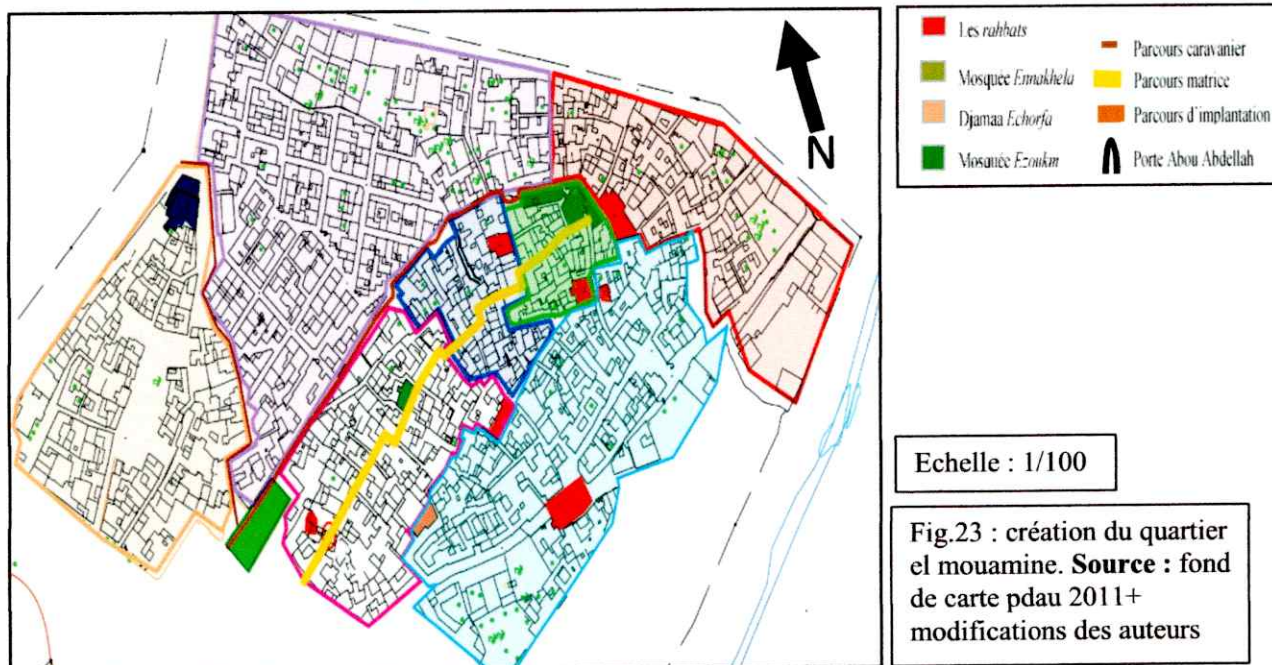 N
Les rahbats
Mosquée Ennakhela
Djamaa Echorfa
Mosquée Ezoukm
Parcours caravanier
Parcours matrice
Parcours d'implantation
Porte Abou Abdellah
Echelle : 1/100
Fig.23 : création du quartier
el mouamine. Source : fond
de carte pdau 2011+
modifications des auteurs